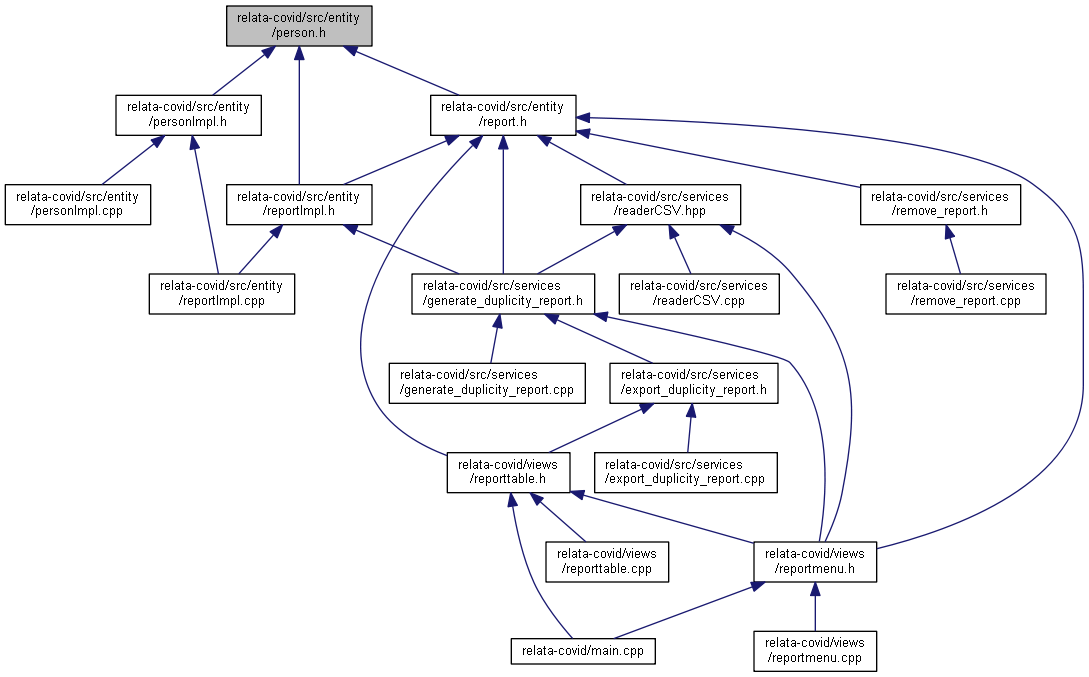 relata-covid/src/entity
/person.h
relata-covid/src/entity
/personImpl.h
relata-covid/src/entity
/report.h
relata-covid/src/entity
/personImpl.cpp
relata-covid/src/entity
/reportImpl.h
relata-covid/src/services
/readerCSV.hpp
relata-covid/src/services
/remove_report.h
relata-covid/src/entity
/reportImpl.cpp
relata-covid/src/services
/generate_duplicity_report.h
relata-covid/src/services
/readerCSV.cpp
relata-covid/src/services
/remove_report.cpp
relata-covid/src/services
/generate_duplicity_report.cpp
relata-covid/src/services
/export_duplicity_report.h
relata-covid/views
/reporttable.h
relata-covid/src/services
/export_duplicity_report.cpp
relata-covid/views
/reporttable.cpp
relata-covid/views
/reportmenu.h
relata-covid/main.cpp
relata-covid/views
/reportmenu.cpp